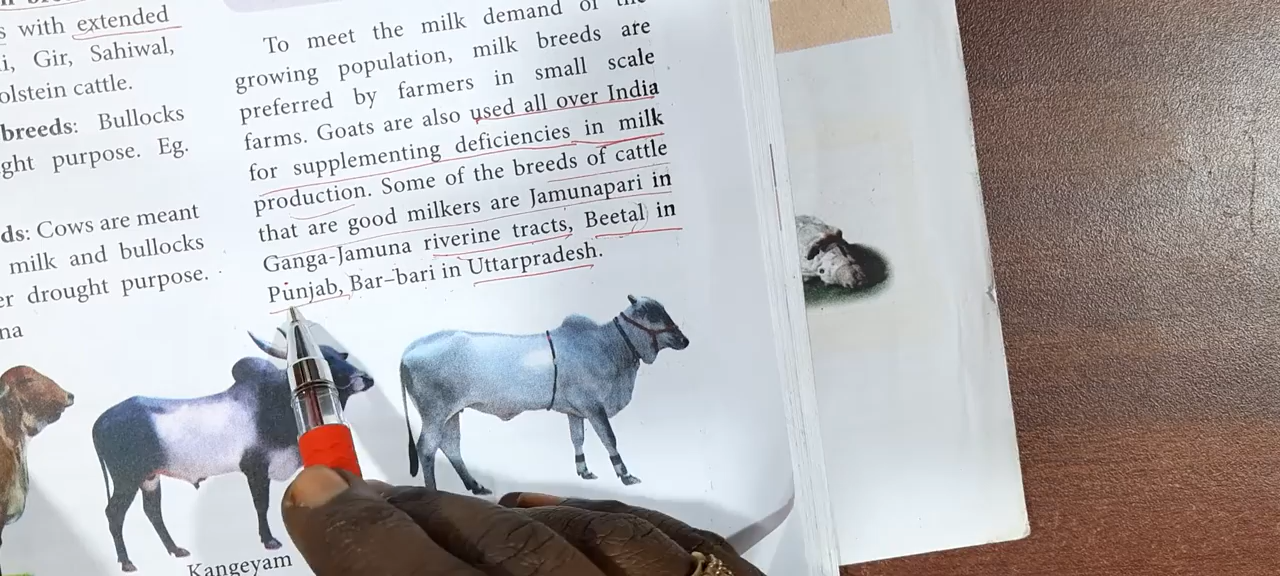 s with extended
i, Gir, Sahiwal,
olstein cattle.
breeds: Bullocks
ght purpose. Eg.
ds: Cows are meant
milk and bullocks
er drought purpose.
na
To meet the milk demand of the
growing population, milk breeds are
preferred by farmers in small scale
farms. Goats are also used all over India
for supplementing deficiencies in milk
production. Some of the breeds of cattle
that are good milkers are Jamunapari in
Ganga-Jamuna riverine tracts, Beetal in
Punjab, Bar-bari in Uttarpradesh.
Kangeyam